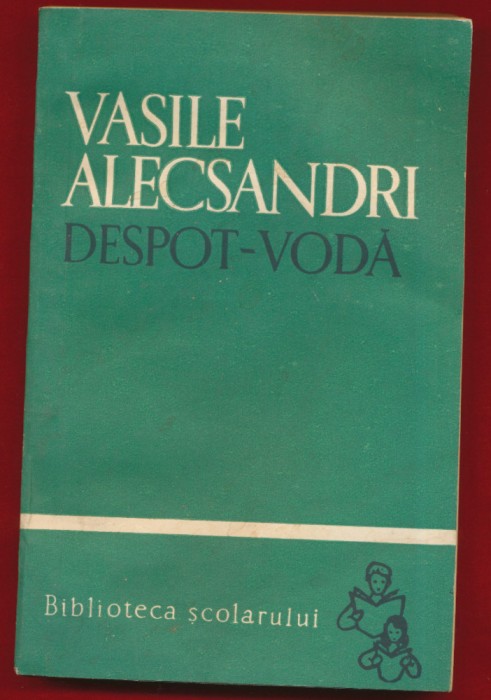 VASILE
ALECSANDRI
DESPOT-VODĂ
Biblioteca școlarului